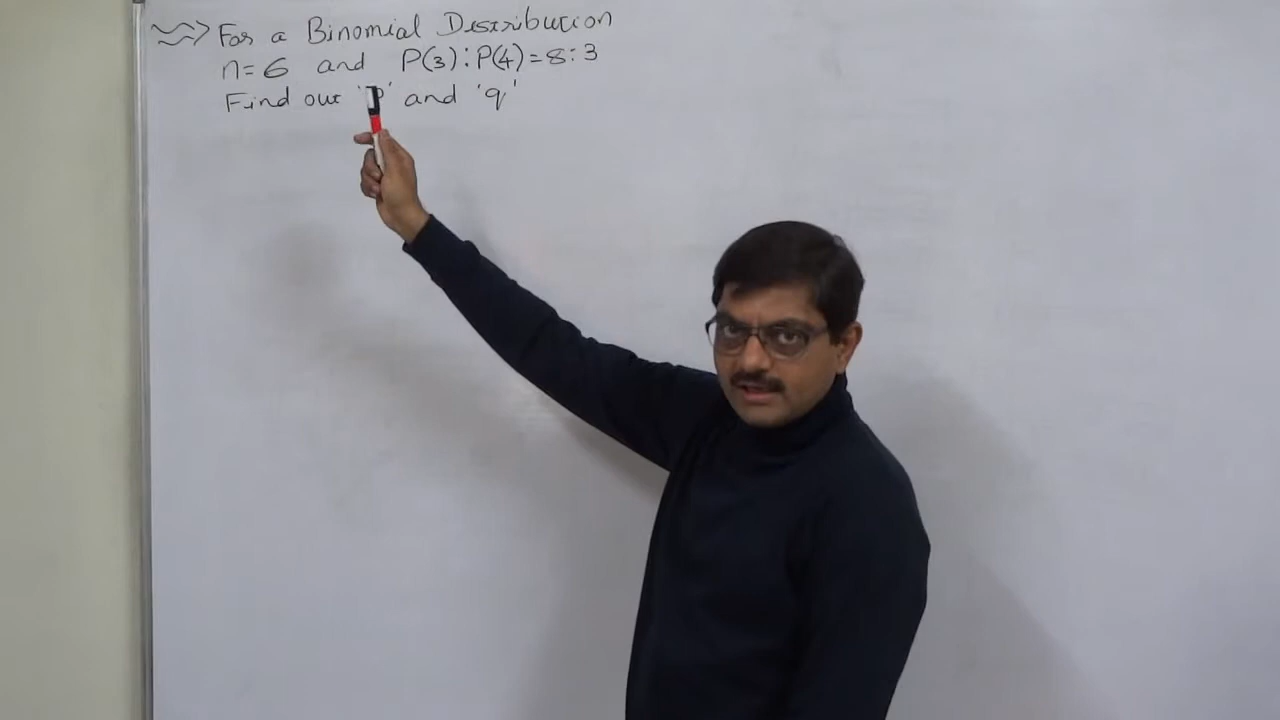 For a Binomial Distribution
n=6 and P(3):P(4)=8:3
Find out 'p' and 'q'